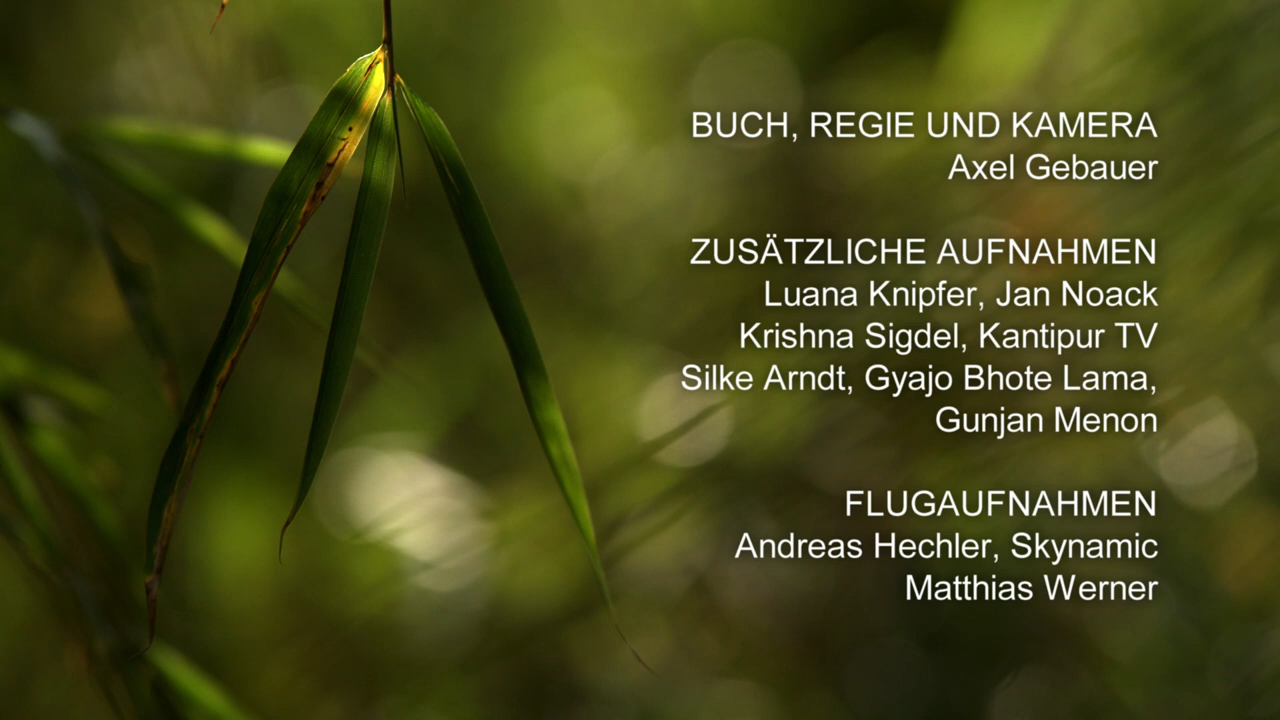 BUCH, REGIE UND KAMERA
Axel Gebauer
ZUSÄTZLICHE AUFNAHMEN
Luana Knipfer, Jan Noack
Krishna Sigdel, Kantipur TV
Silke Arndt, Gyajo Bhote Lama,
Gunjan Menon
FLUGAUFNAHMEN
Andreas Hechler, Skynamic
Matthias Werner